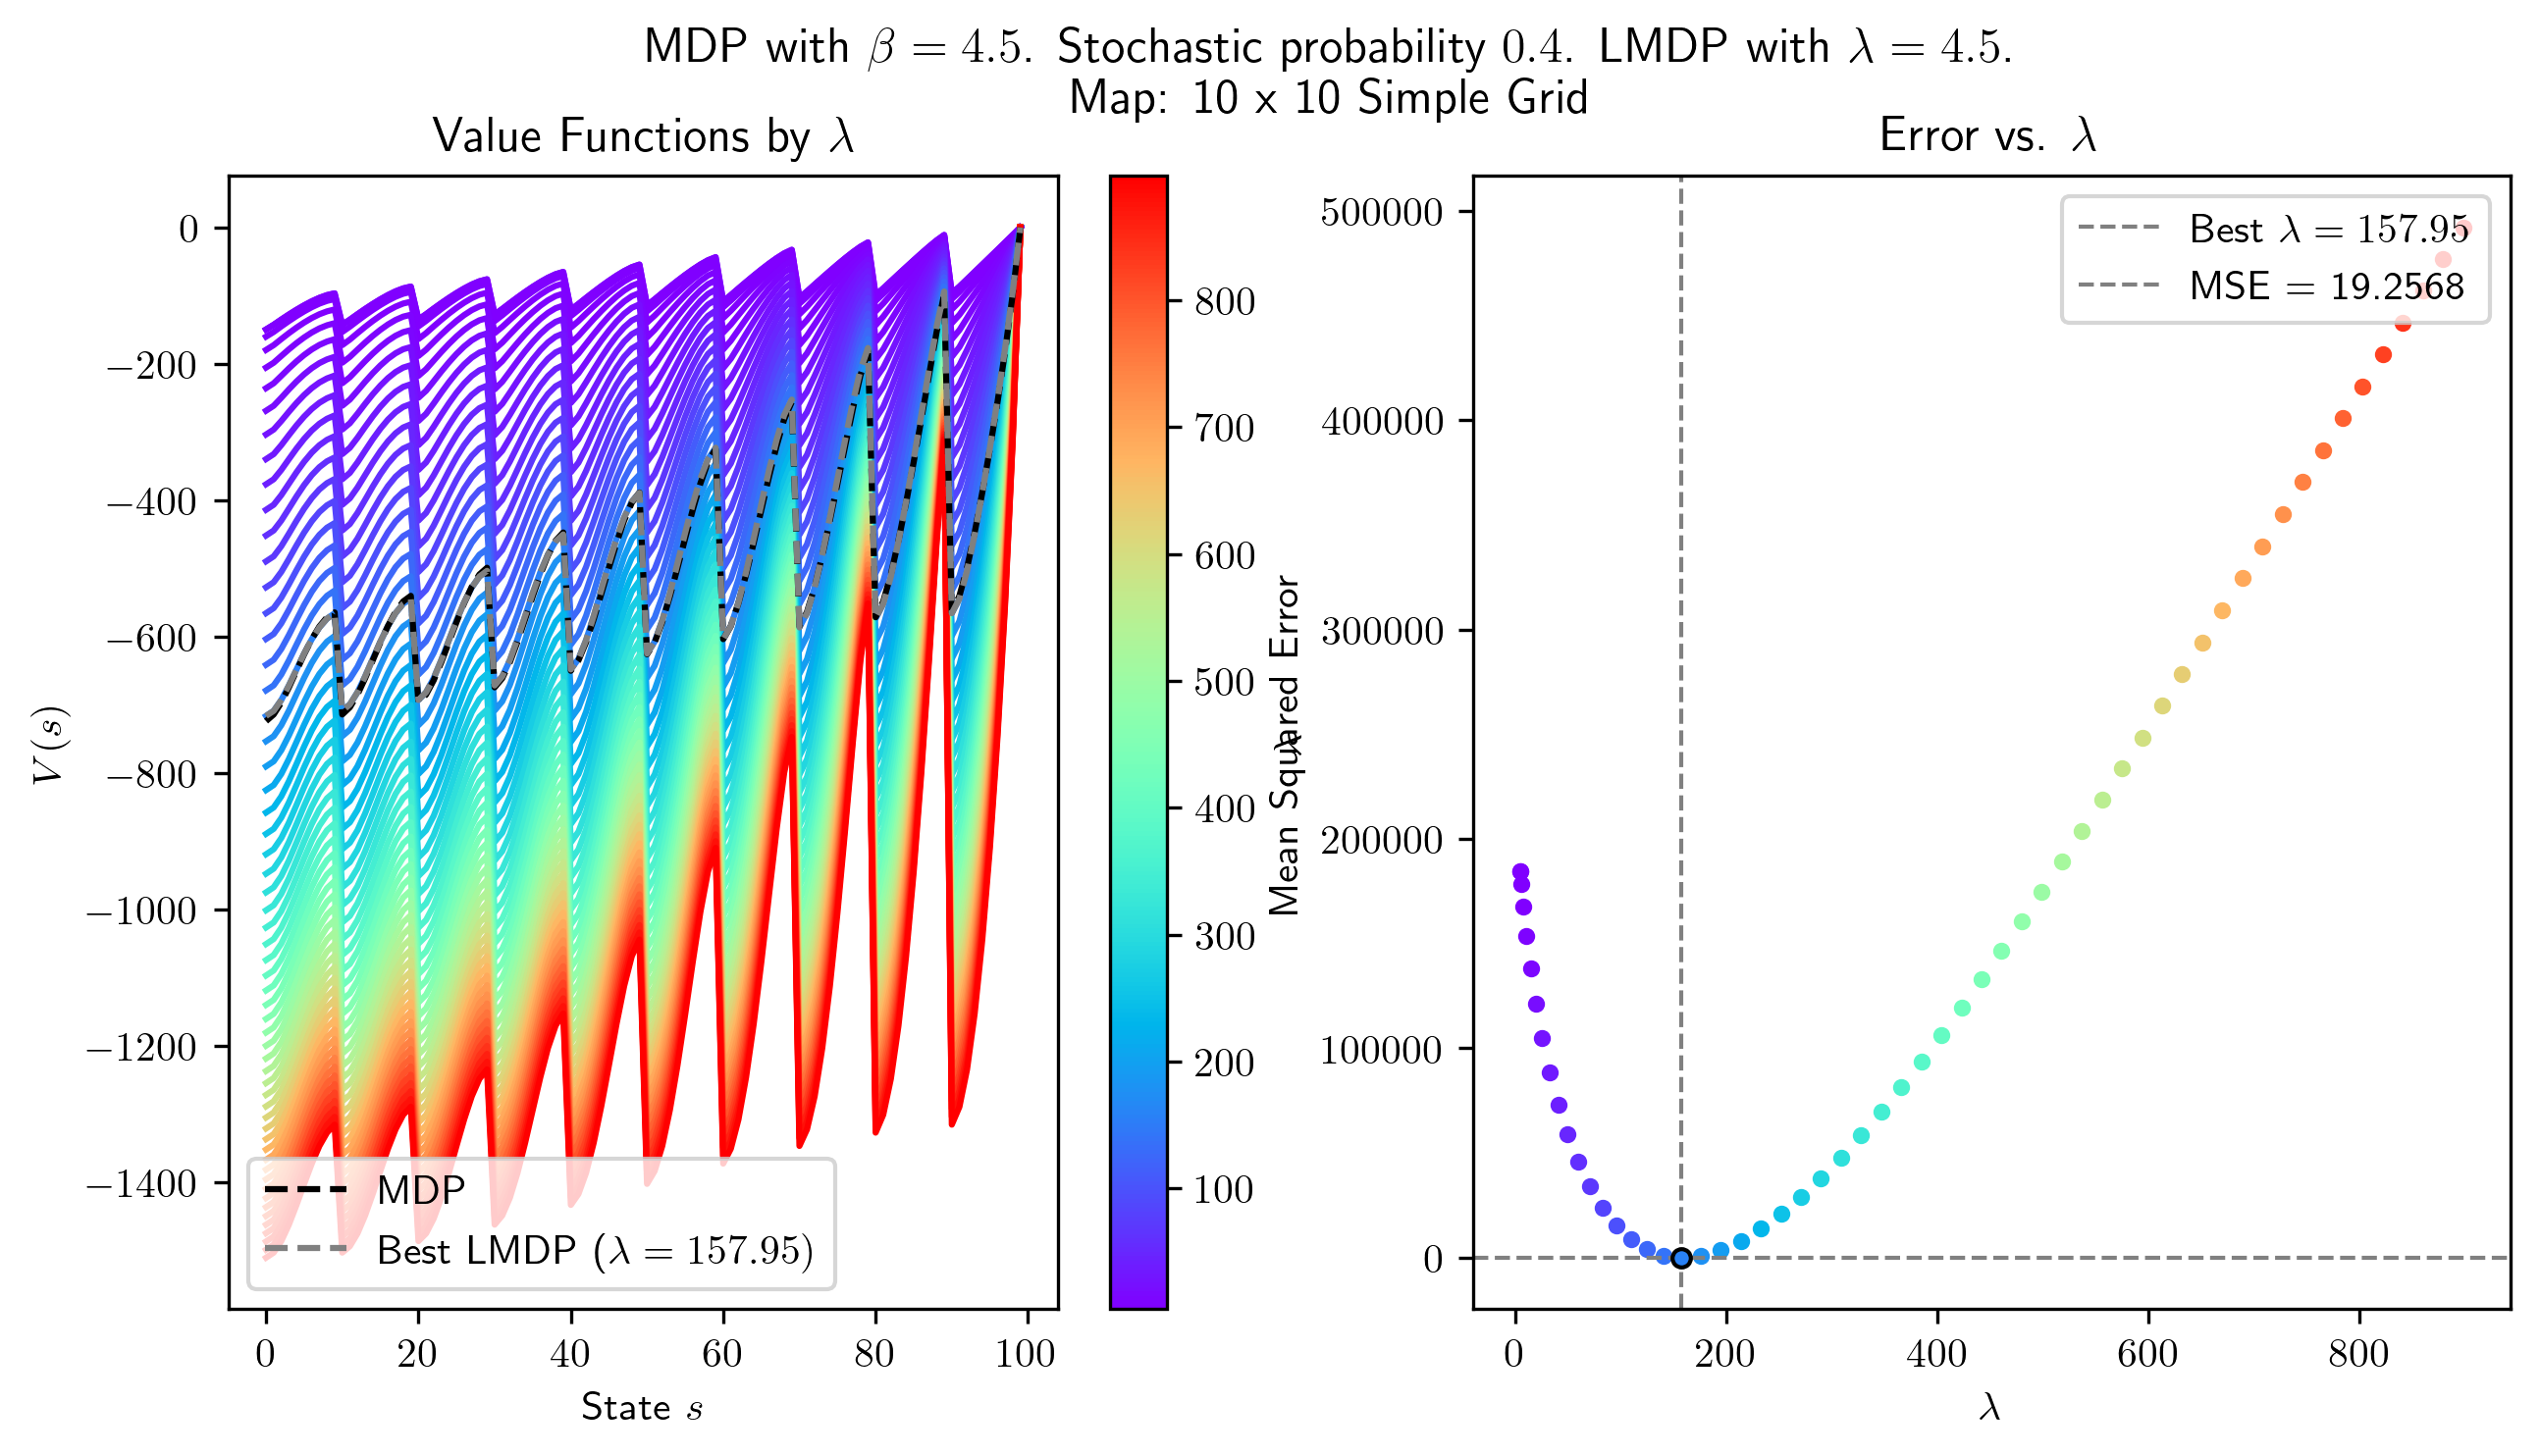 MDP with β = 4.5. Stochastic probability 0.4. LMDP with λ = 4.5.
Map: 10 x 10 Simple Grid
Value Functions by λ
V(s)
0
−200
−400
−600
−800
−1000
−1200
−1400
0
20
40
60
80
100
State s
MDP
Best LMDP (λ = 157.95)
800
700
600
500
400
300
200
100
λ
Error vs. λ
Mean Squared Error
500000
400000
300000
200000
100000
0
0
200
400
600
800
λ
Best λ = 157.95
MSE = 19.2568